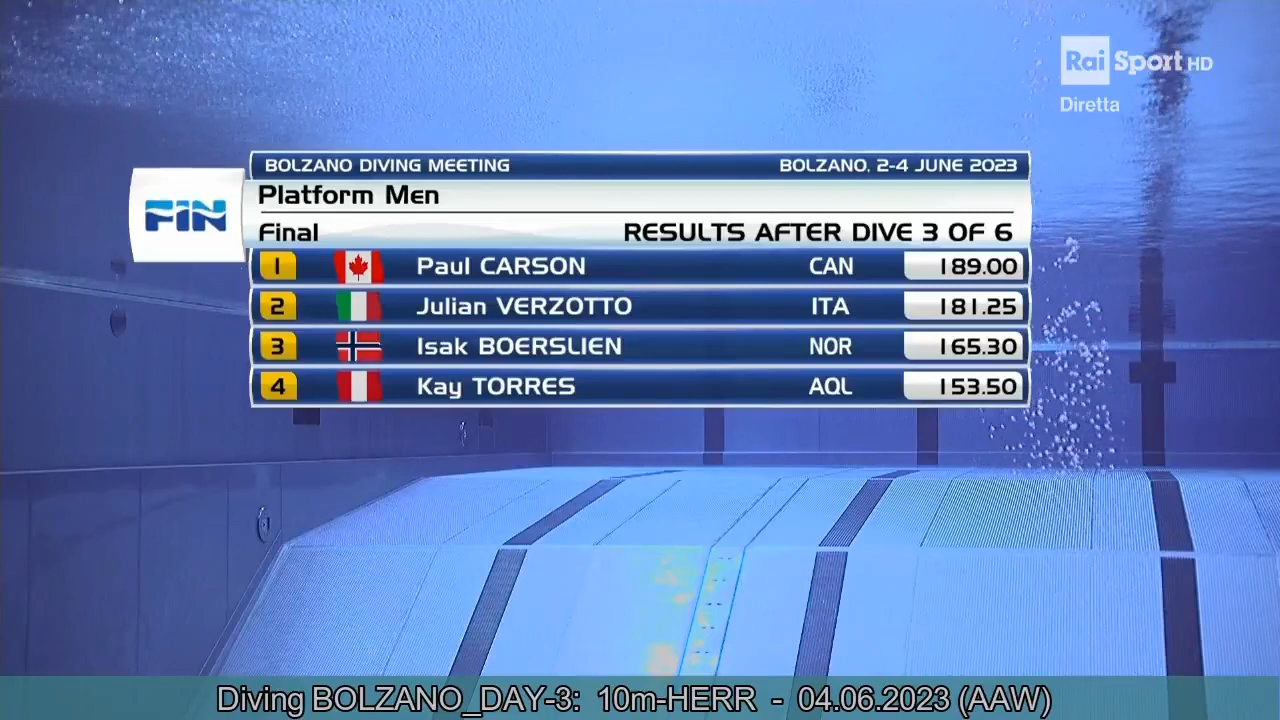 Rai Sport HD
Diretta
BOLZANO DIVING MEETING BOLZANO, 2-4 JUNE 2023
FIN
Platform Men
Final RESULTS AFTER DIVE 3 OF 6
1 Paul CARSON CAN 189.00
2 Julian VERZOTTO ITA 181.25
3 Isak BOERSLIEN NOR 165.30
4 Kay TORRES AQL 153.50
Diving BOLZANO_DAY-3: 10m-HERR - 04.06.2023 (AAW)